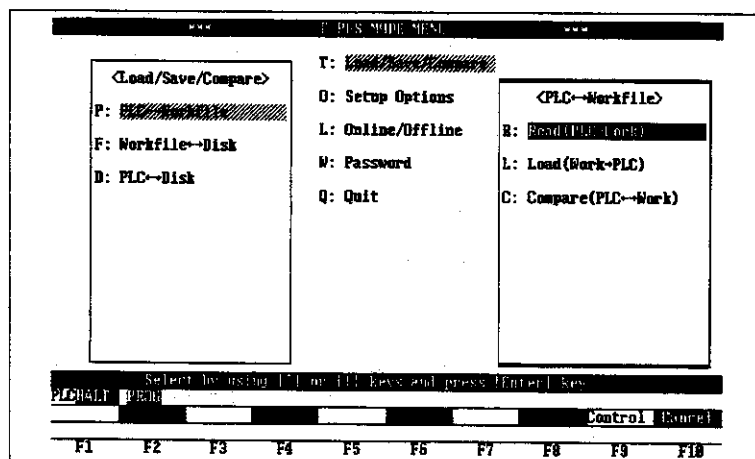 *** T-PDS MODE MENU ***
<Load/Save/Compare>
P: PLC↔Workfile
F: Workfile↔Disk
D: PLC↔Disk
T: Load/Save/Compare
O: Setup Options
L: Online/Offline
W: Password
Q: Quit
<PLC↔Workfile>
R: Read(PLC→Work)
L: Load(Work→PLC)
C: Compare(PLC↔Work)
Select by using [↑] or [↓] keys and press [Enter] key
PLC HALT PROG
Control Cancel
F1 F2 F3 F4 F5 F6 F7 F8 F9 F10